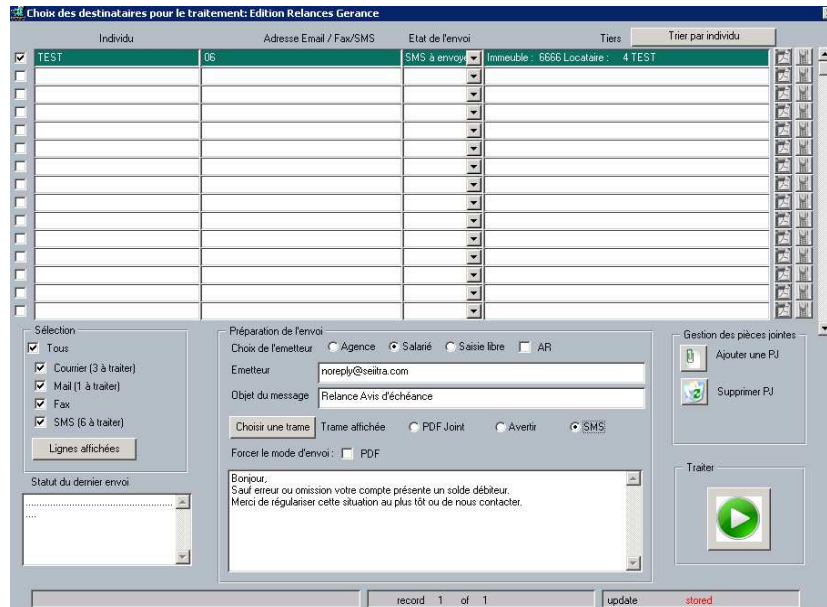 Choix des destinataires pour le traitement: Edition Relances Gerance
Individu Adresse Email / Fax/SMS Etat de l'envoi Tiers Trier par individu
TEST 06 SMS à envoye Immeuble : 6666 Locataire : 4 TEST
Sélection
Tous
Courrier (3 à traiter)
Mail (1 à traiter)
Fax
SMS (6 à traiter)
Lignes affichées
Statut du dernier envoi
Préparation de l'envoi
Choix de l'emetteur Agence Salarié Saisie libre AR
Emetteur noreply@seiitra.com
Objet du message Relance Avis d'échéance
Choisir une trame Trame affichée PDF Joint Avertir SMS
Forcer le mode d'envoi : PDF
Bonjour,
Sauf erreur ou omission votre compte présente un solde débiteur.
Merci de régulariser cette situation au plus tôt ou de nous contacter.
Gestion des pièces jointes
Ajouter une PJ
Supprimer PJ
Traiter
record 1 of 1 update stored